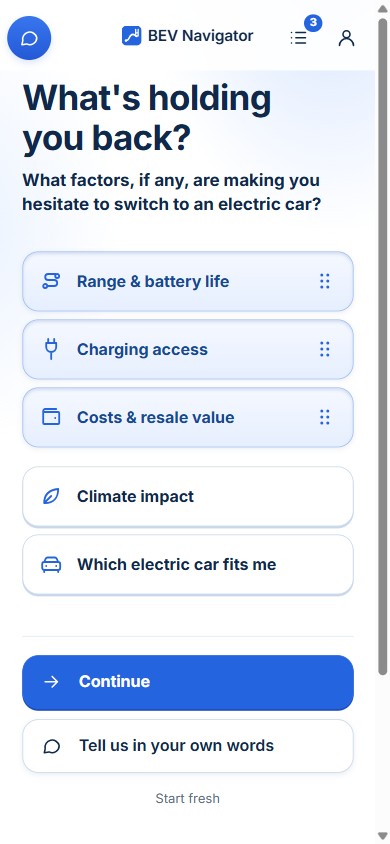 BEV Navigator
3
What's holding
you back?
What factors, if any, are making you
hesitate to switch to an electric car?
Range & battery life
Charging access
Costs & resale value
Climate impact
Which electric car fits me
Continue
Tell us in your own words
Start fresh